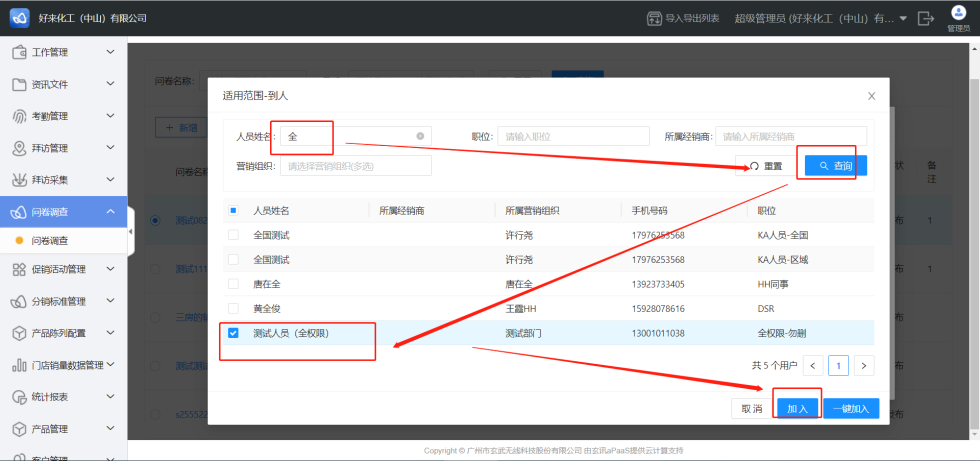 好来化工（中山）有限公司
导入导出列表 超级管理员 (好来化工（中山）有...
管理员
工作管理
资讯文件
考勤管理
拜访管理
拜访采集
问卷调查
问卷调查
促销活动管理
分销标准管理
产品陈列配置
门店销量数据管理
统计报表
产品管理
客户管理
问卷名称:
+ 新增
问卷名称
备注
测试0822
布
1
测试111
布
1
布
测试测试
布
s255522
布
适用范围-到人
人员姓名: 全
职位: 请输入职位
所属经销商: 请输入所属经销商
营销组织: 请选择营销组织(多选)
重置 查询
人员姓名 所属经销商 所属营销组织 手机号码 职位
全国测试 许行尧 17976253568 KA人员-全国
全国测试 许行尧 17976253568 KA人员-区域
唐在全 唐在全 13923733405 HH同事
黄全俊 王露HH 15928078616 DSR
测试人员（全权限） 测试部门 13001011038 全权限-勿删
共 5 个用户 < 1 >
取 消 加 入 一键加入
Copyright © 广州市玄武无线科技股份有限公司 由玄讯aPaaS提供云计算支持